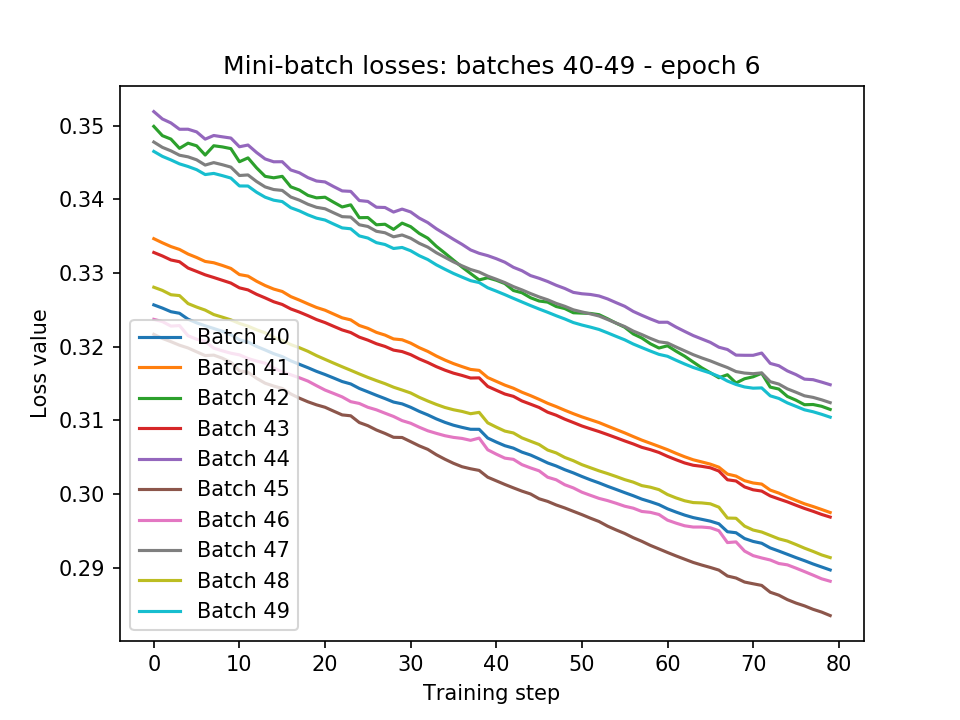 Mini-batch losses: batches 40-49 - epoch 6
Loss value
0.35
0.34
0.33
0.32
0.31
0.30
0.29
Batch 40
Batch 41
Batch 42
Batch 43
Batch 44
Batch 45
Batch 46
Batch 47
Batch 48
Batch 49
0 10 20 30 40 50 60 70 80
Training step